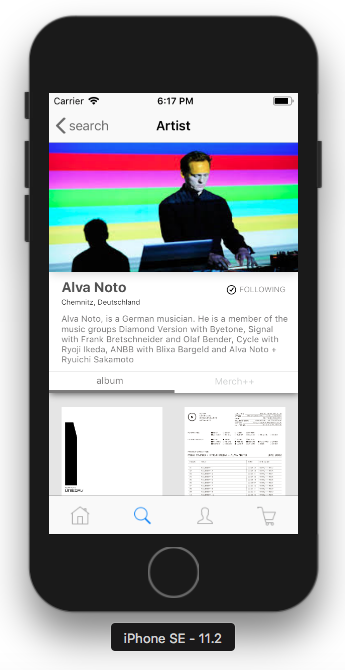 Carrier 6:17 PM
search Artist
Alva Noto
FOLLOWING
Chemnitz, Deutschland
Alva Noto, is a German musician. He is a member of the
music groups Diamond Version with Byetone, Signal
with Frank Bretschneider and Olaf Bender, Cycle with
Ryoji Ikeda, ANBB with Blixa Bargeld and Alva Noto +
Ryuichi Sakamoto
album Merch++
iPhone SE - 11.2